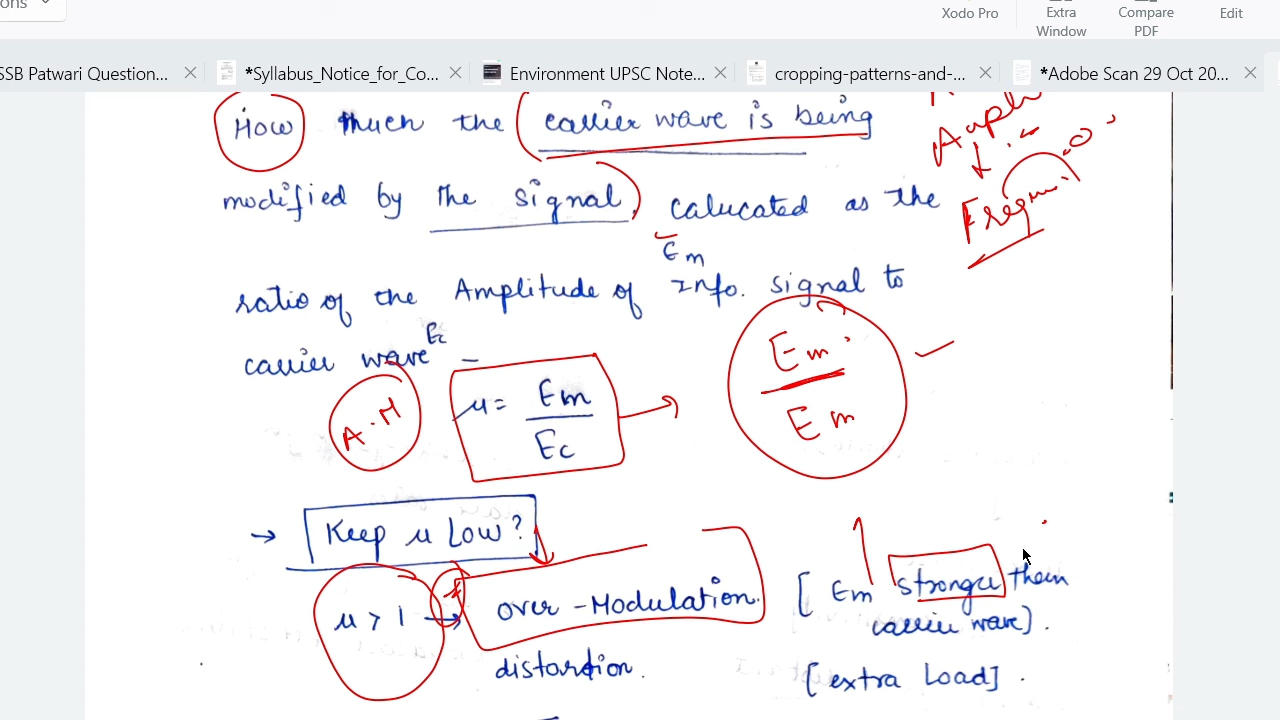 ons
Xodo Pro
Extra
Window
Compare
PDF
Edit
SSB Patwari Question...
*Syllabus_Notice_for_Co...
Environment UPSC Note...
cropping-patterns-and-...
*Adobe Scan 29 Oct 20...
How much the carrier wave is being
modified by the signal, calucated as the
Em
ratio of the Amplitude of Info. signal to
carrier wave Ec
A.M
μ = Em
Ec
Em
Em
→ Keep μ Low?
μ > 1 → over-Modulation. [ Em stronger than
carrier wave].
distortion. [extra Load].